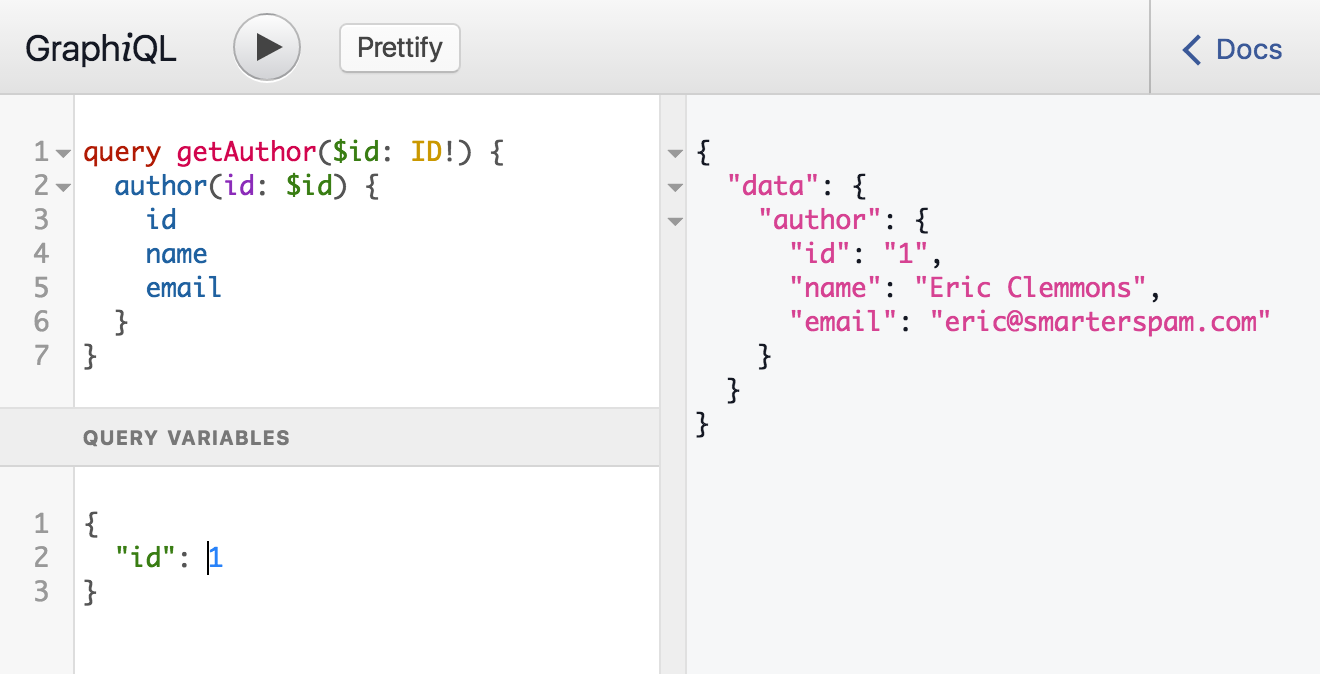 GraphiQL
Prettify
Docs
1 query getAuthor($id: ID!) {
2   author(id: $id) {
3     id
4     name
5     email
6   }
7 }
QUERY VARIABLES
1 {
2   "id": 1
3 }
{
  "data": {
    "author": {
      "id": "1",
      "name": "Eric Clemmons",
      "email": "eric@smarterspam.com"
    }
  }
}